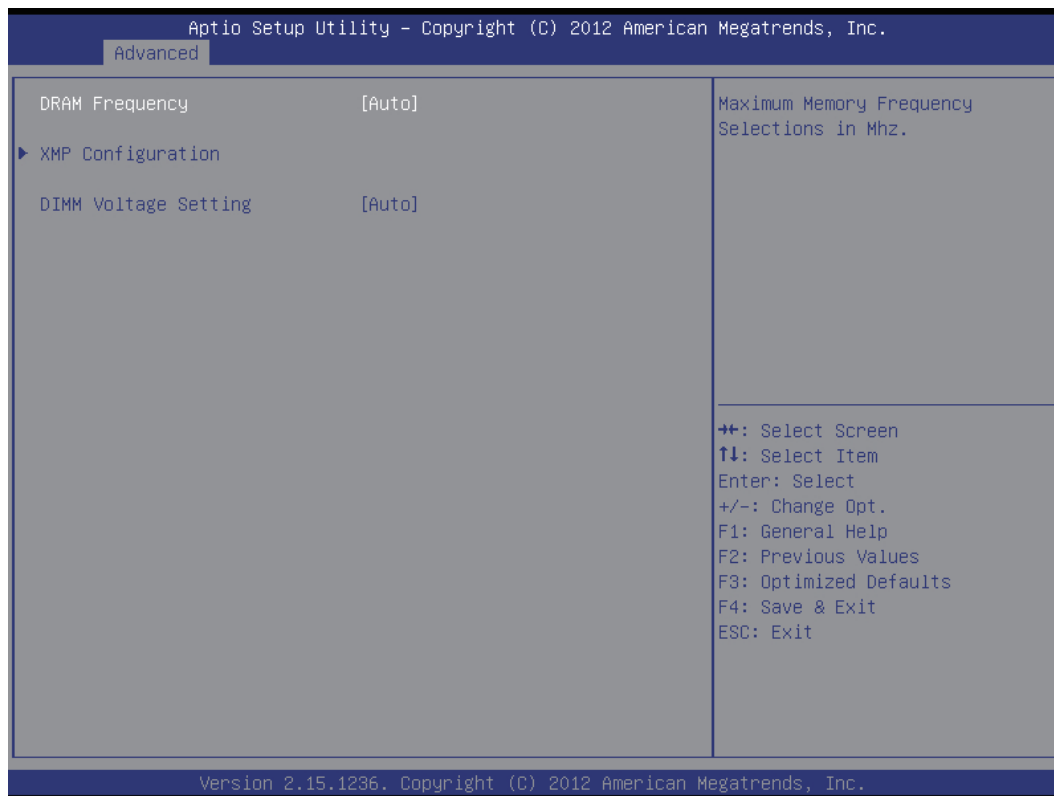 Aptio Setup Utility – Copyright (C) 2012 American Megatrends, Inc.
Advanced
DRAM Frequency [Auto]
▶ XMP Configuration
DIMM Voltage Setting [Auto]
Maximum Memory Frequency
Selections in Mhz.
→←: Select Screen
↑↓: Select Item
Enter: Select
+/-: Change Opt.
F1: General Help
F2: Previous Values
F3: Optimized Defaults
F4: Save & Exit
ESC: Exit
Version 2.15.1236. Copyright (C) 2012 American Megatrends, Inc.